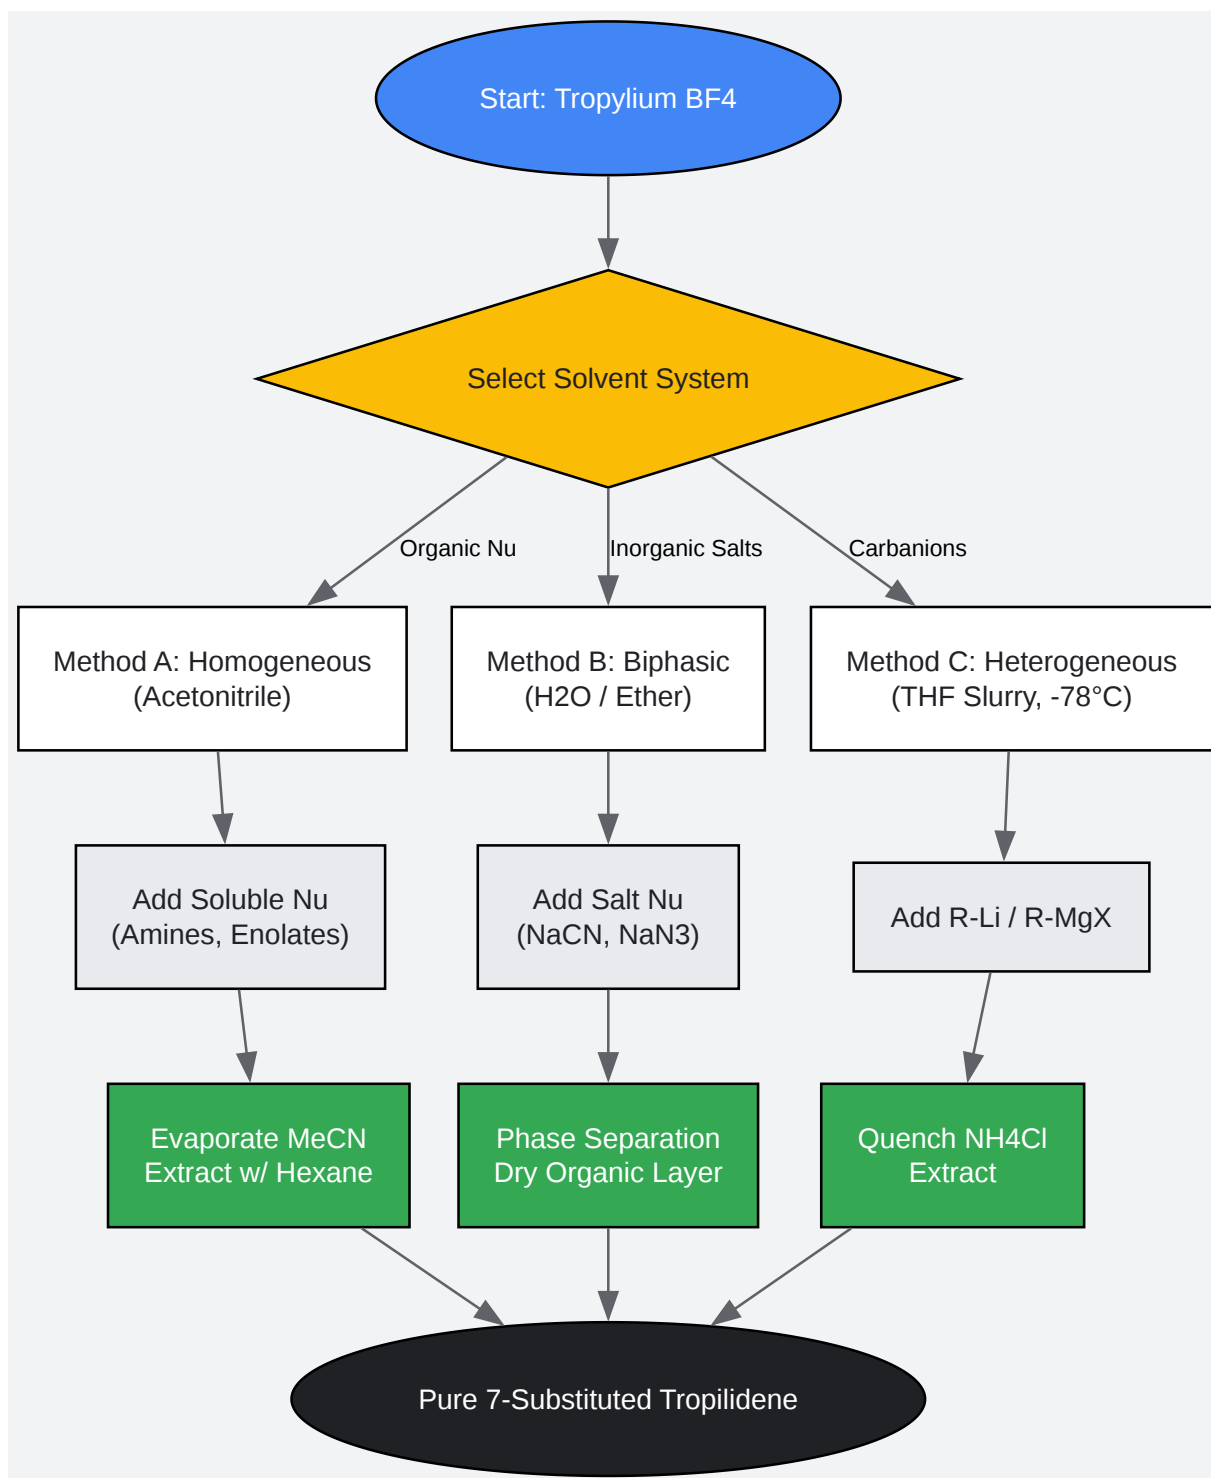 Start: Tropylium BF4
Select Solvent System
Organic Nu
Inorganic Salts
Carbanions
Method A: Homogeneous
(Acetonitrile)
Method B: Biphasic
(H2O / Ether)
Method C: Heterogeneous
(THF Slurry, -78°C)
Add Soluble Nu
(Amines, Enolates)
Add Salt Nu
(NaCN, NaN3)
Add R-Li / R-MgX
Evaporate MeCN
Extract w/ Hexane
Phase Separation
Dry Organic Layer
Quench NH4Cl
Extract
Pure 7-Substituted Tropilidene